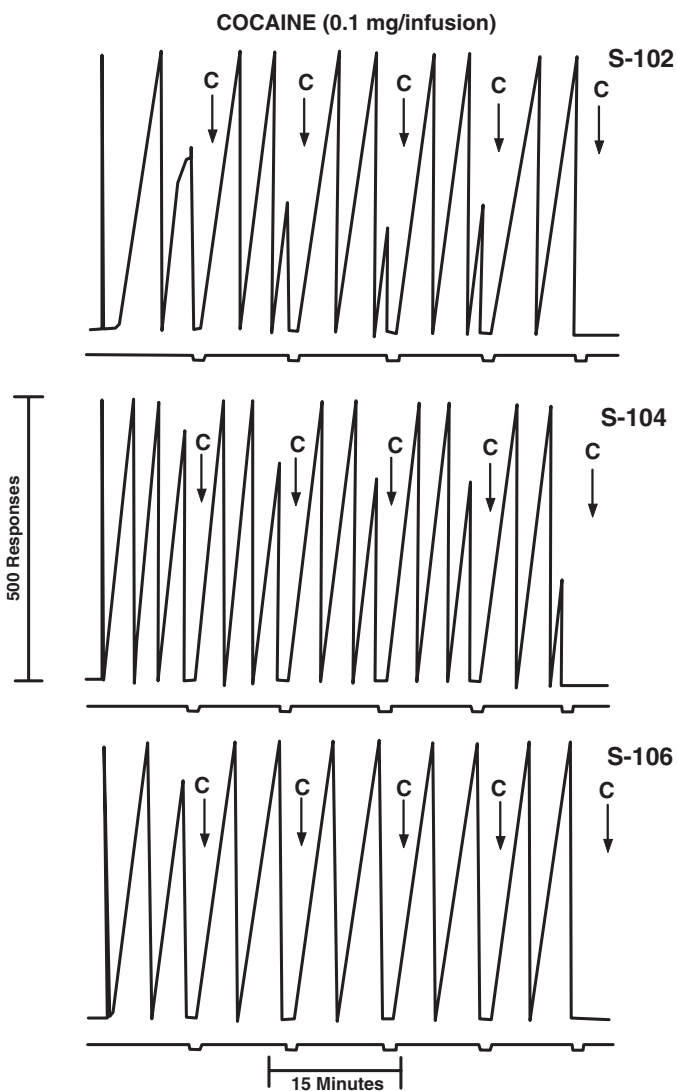 COCAINE (0.1 mg/infusion)
S-102
C C C C C
S-104
C C C C C
500 Responses
S-106
C C C C C
15 Minutes